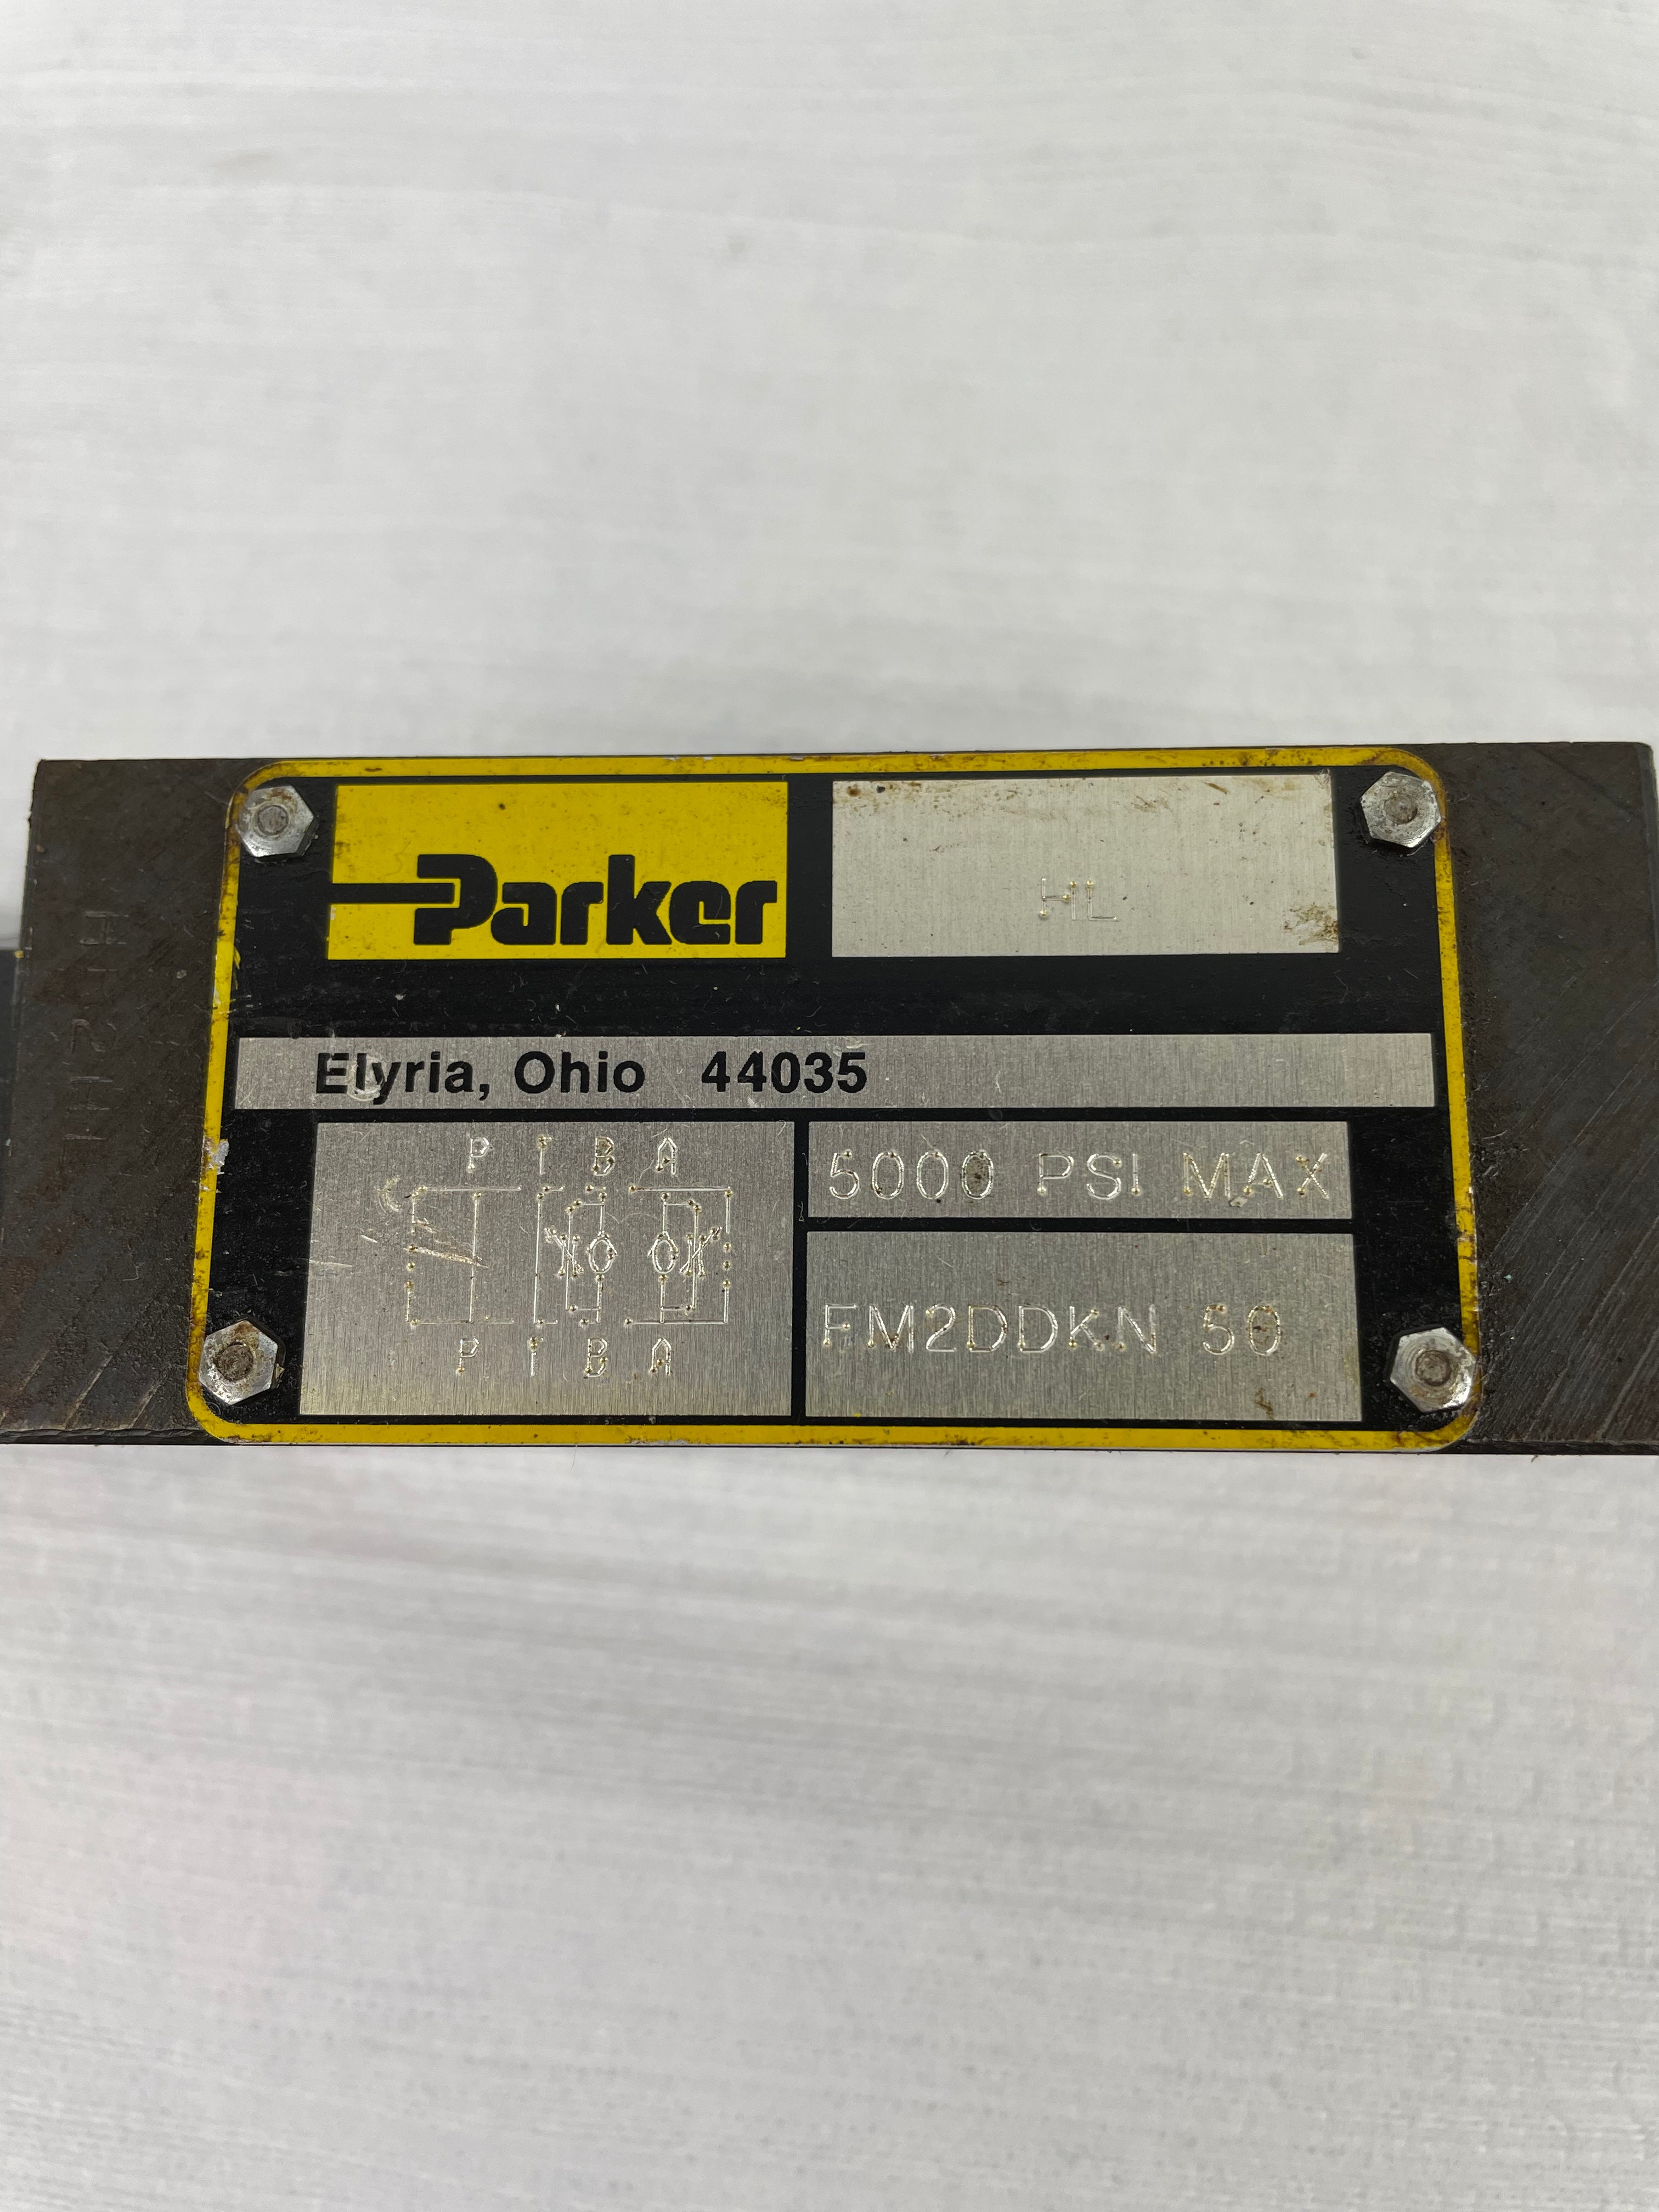 Parker
HL
Elyria, Ohio 44035
P T B A
5000 PSI MAX
FM2DDKN 50
P T B A